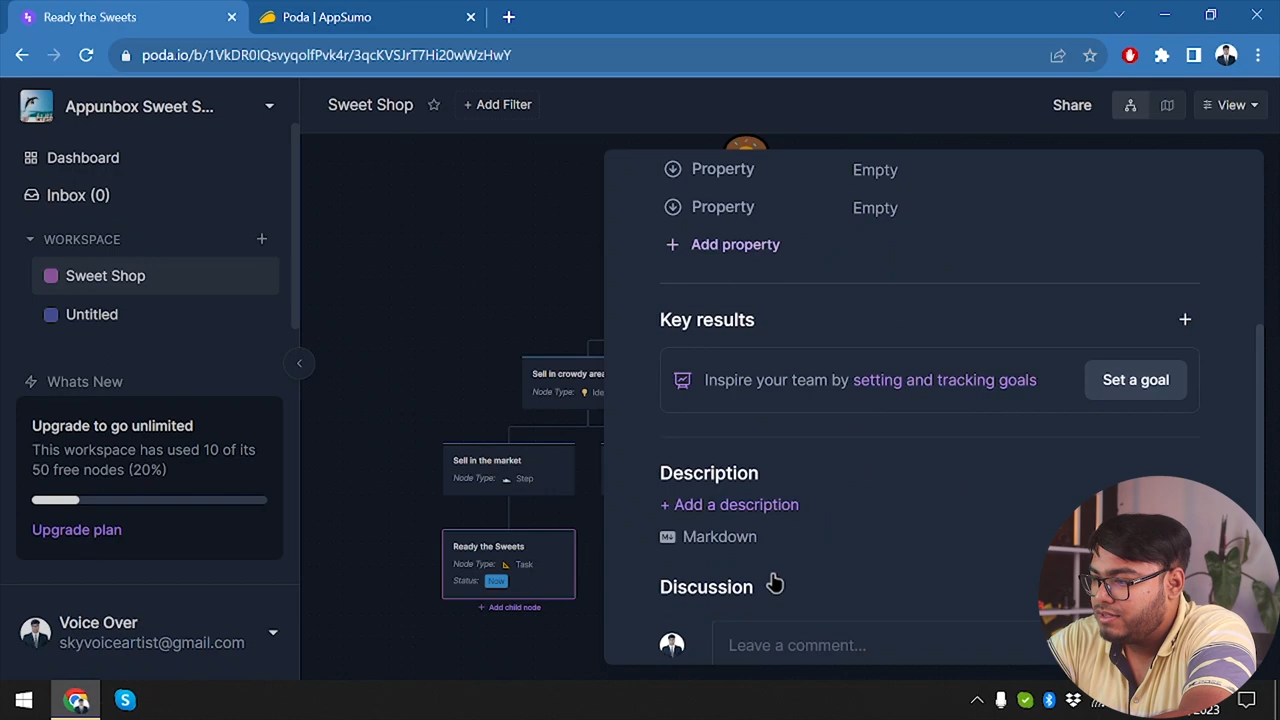 Ready the Sweets
Poda | AppSumo
poda.io/b/1VkDR0IQsvyqoIfPvk4r/3qcKVSJrT7Hi20wWzHwY
Appunbox Sweet S...
Sweet Shop
+ Add Filter
Share
View
Dashboard
Inbox (0)
WORKSPACE
Sweet Shop
Untitled
Whats New
Upgrade to go unlimited
This workspace has used 10 of its
50 free nodes (20%)
Upgrade plan
Voice Over
skyvoiceartist@gmail.com
Sell in crowdy area
Node Type: Ide
Sell in the market
Node Type: Step
Ready the Sweets
Node Type: Task
Status: Now
+ Add child node
Property Empty
Property Empty
+ Add property
Key results
Inspire your team by setting and tracking goals
Set a goal
Description
+ Add a description
Markdown
Discussion
Leave a comment...
2023